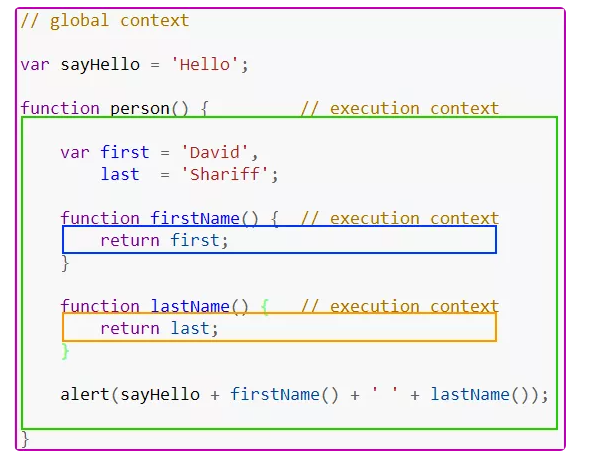 // global context
var sayHello = 'Hello';
function person() {         // execution context
    var first = 'David',
        last  = 'Shariff';
    function firstName() {  // execution context
        return first;
    }
    function lastName() {   // execution context
        return last;
    }
    alert(sayHello + firstName() + ' ' + lastName());
}